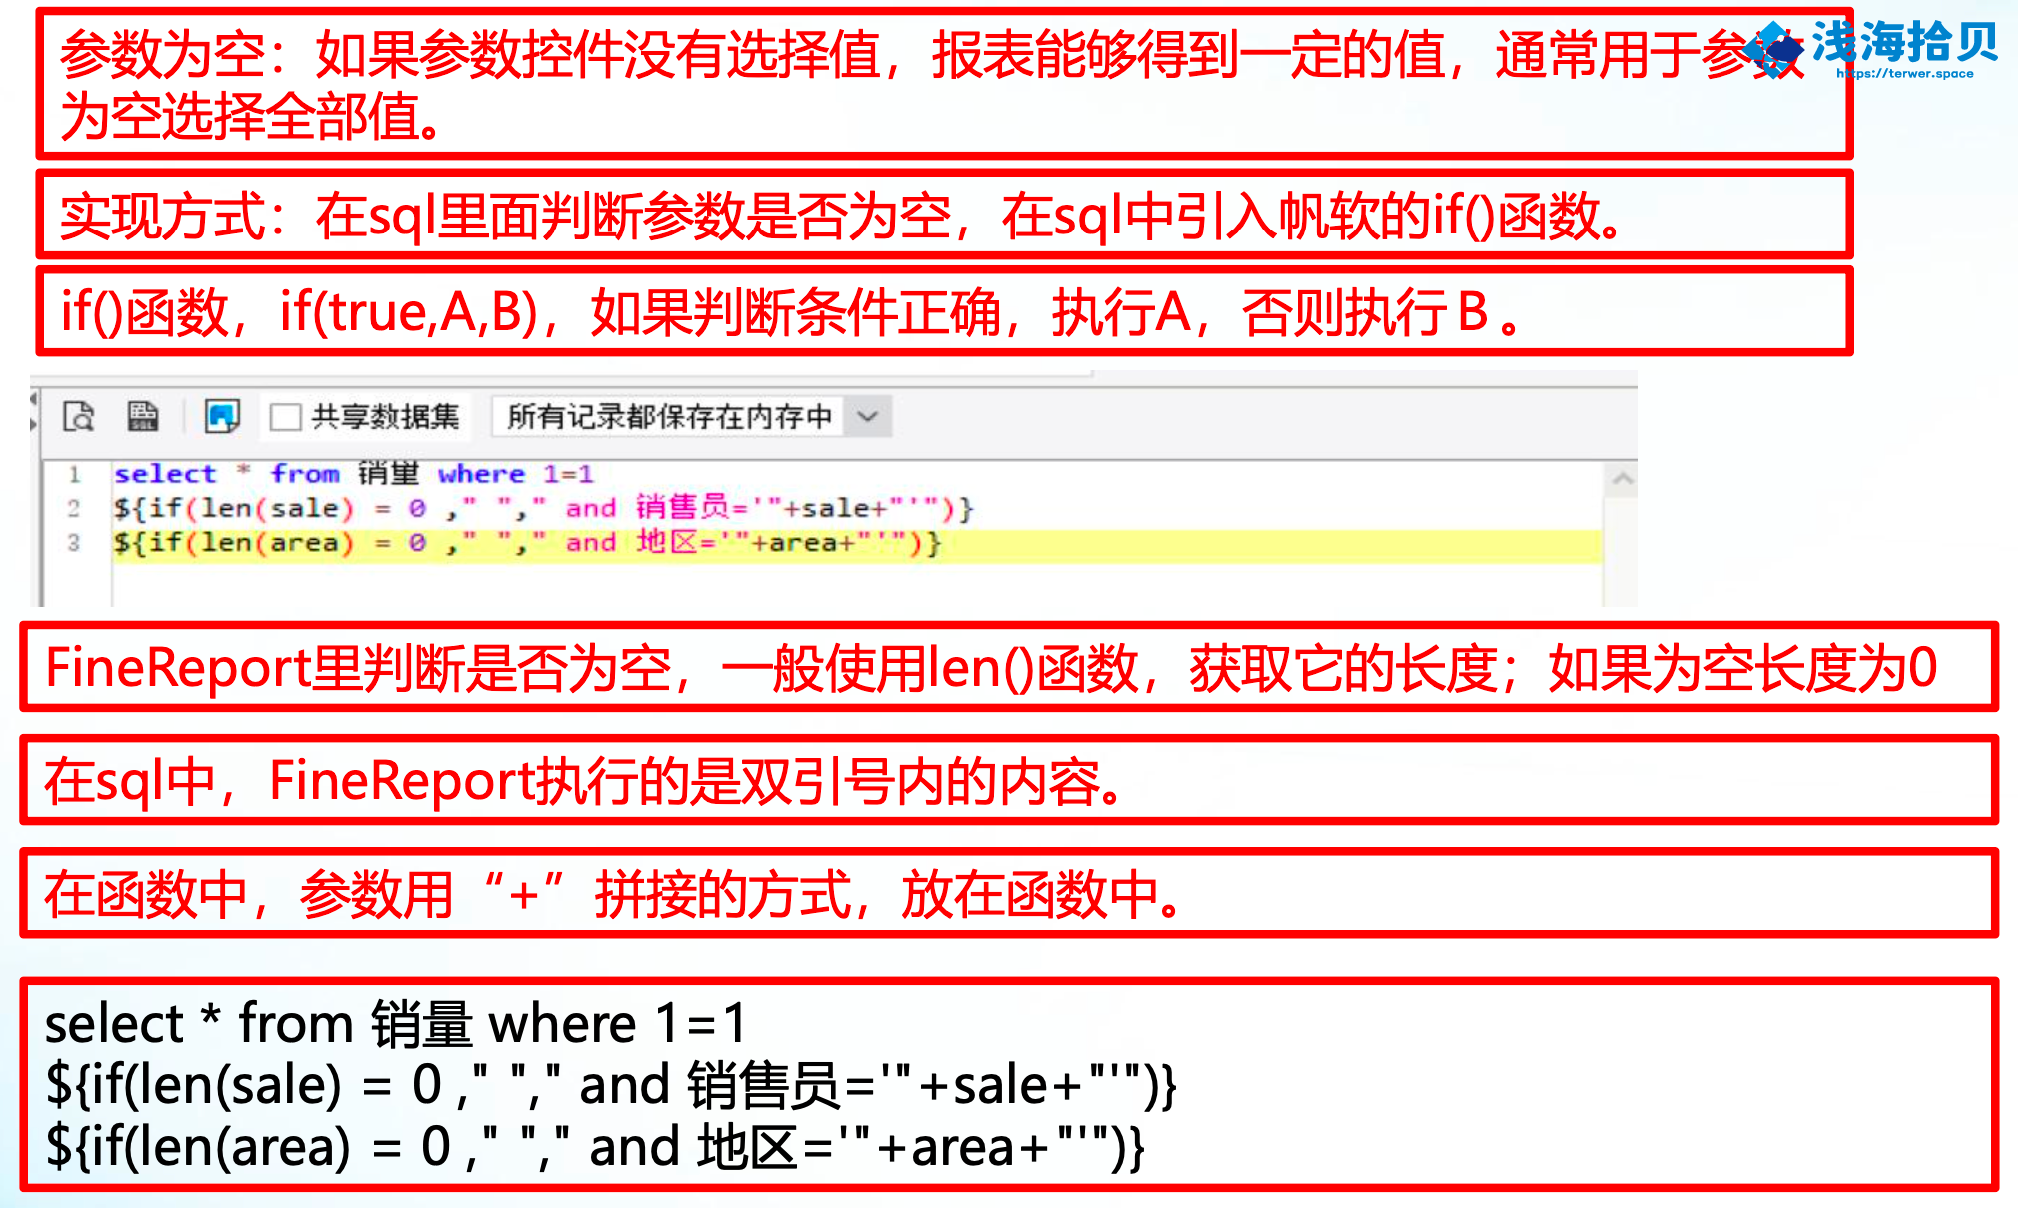 参数为空：如果参数控件没有选择值，报表能够得到一定的值，通常用于参数
为空选择全部值。
浅海拾贝
https://terwer.space
实现方式：在sql里面判断参数是否为空，在sql中引入帆软的if()函数。
if()函数，if(true,A,B)，如果判断条件正确，执行A，否则执行 B 。
共享数据集 所有记录都保存在内存中
1 select * from 销量 where 1=1
2 ${if(len(sale) = 0 ," "," and 销售员='"+sale+"'")}
3 ${if(len(area) = 0 ," "," and 地区='"+area+"'")}
FineReport里判断是否为空，一般使用len()函数，获取它的长度；如果为空长度为0
在sql中，FineReport执行的是双引号内的内容。
在函数中，参数用“+”拼接的方式，放在函数中。
select * from 销量 where 1=1
${if(len(sale) = 0 ," "," and 销售员='"+sale+"'")}
${if(len(area) = 0 ," "," and 地区='"+area+"'")}